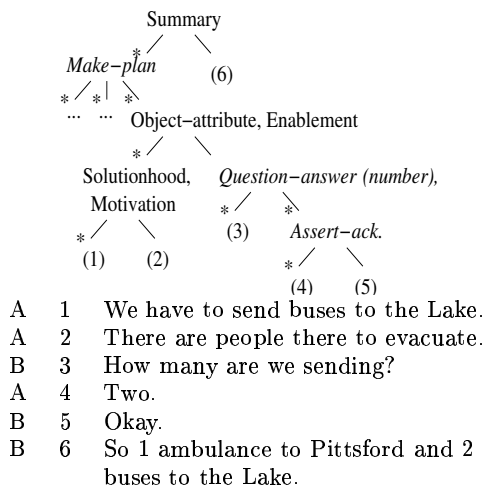 Summary
*
Make-plan
(6)
* * *
... ... Object-attribute, Enablement
*
Solutionhood, Question-answer (number),
Motivation * *
(3) Assert-ack.
* *
(1) (2) (4) (5)
A 1 We have to send buses to the Lake.
A 2 There are people there to evacuate.
B 3 How many are we sending?
A 4 Two.
B 5 Okay.
B 6 So 1 ambulance to Pittsford and 2
buses to the Lake.